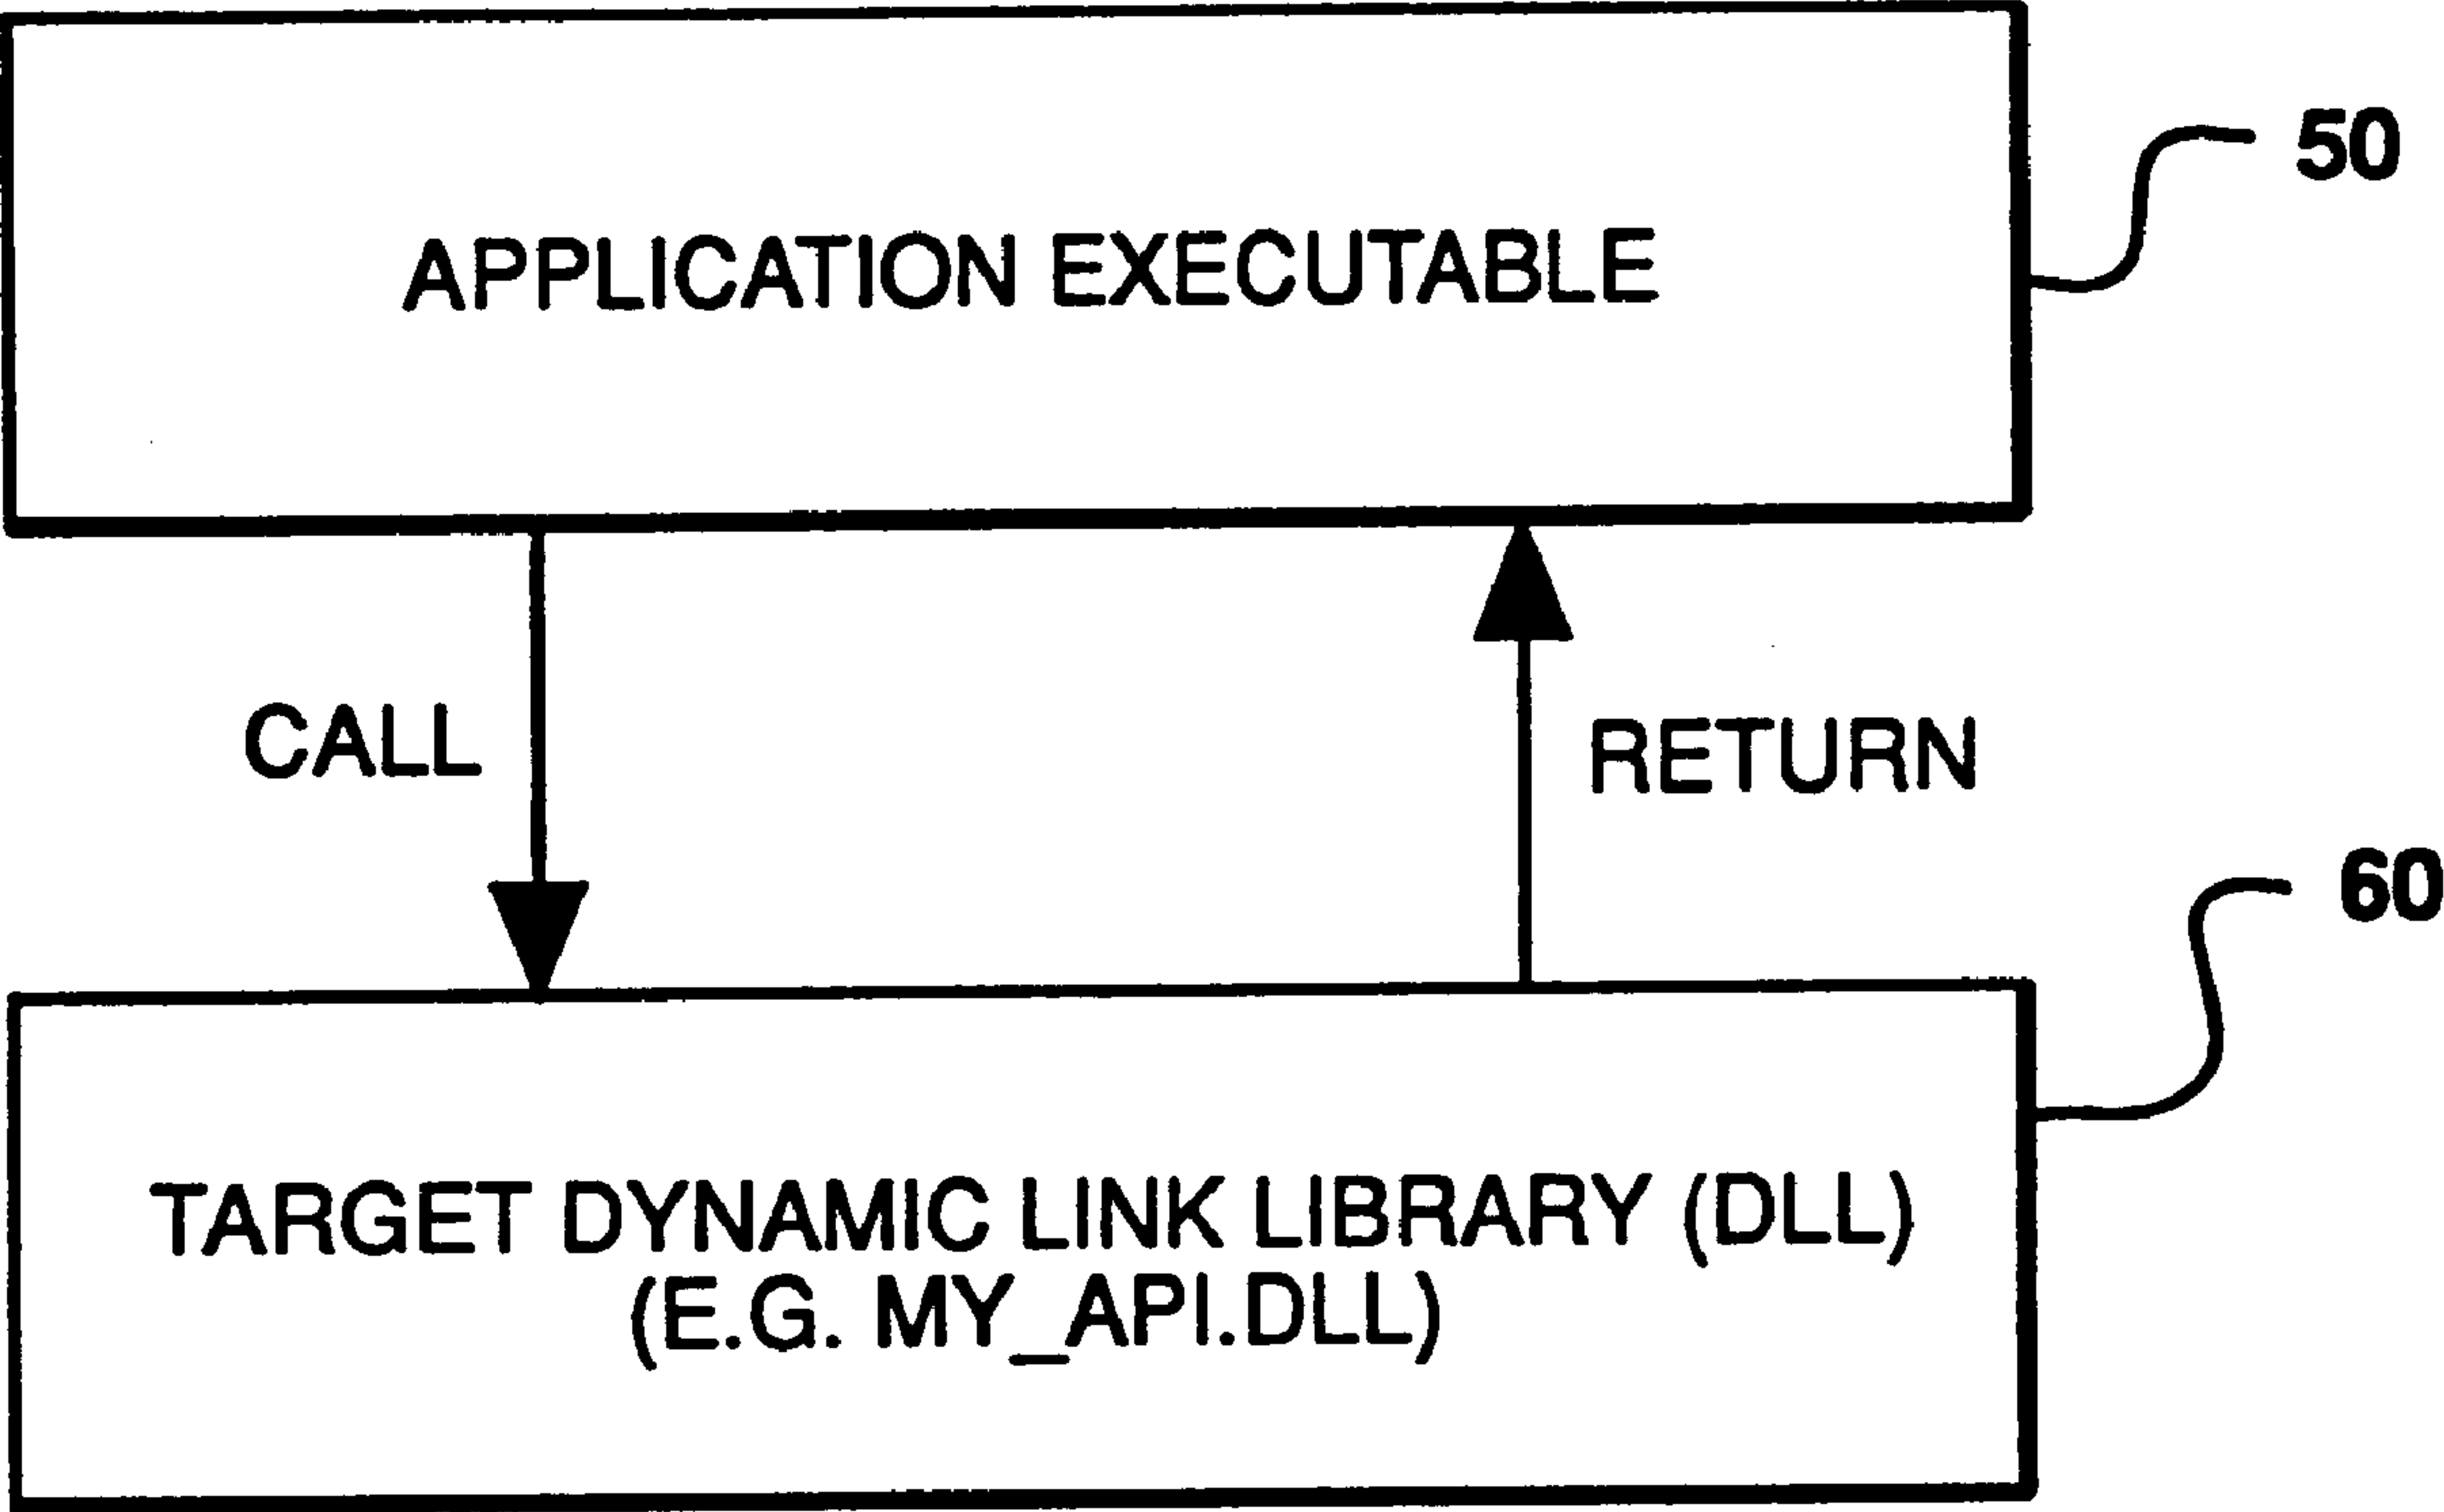 50
APPLICATION EXECUTABLE
CALL
RETURN
60
TARGET DYNAMIC LINK LIBRARY (DLL)
(E.G. MY_API.DLL)